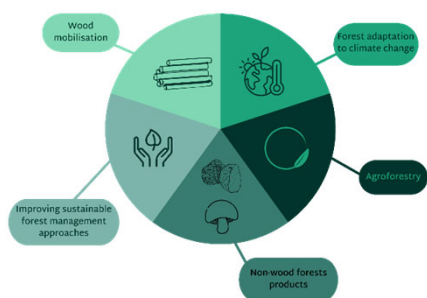 Wood
mobilisation
Forest adaptation
to climate change
Agroforestry
Improving sustainable
forest management
approaches
Non-wood forests
products